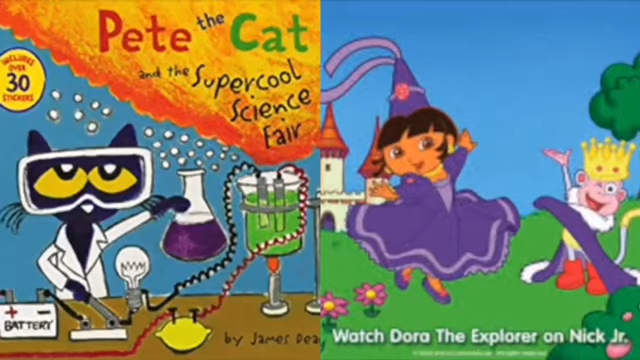 Pete the Cat
INCLUDES
OVER
30
STICKERS
and the Supercool
Science
Fair
+ -
BATTERY
by James Dea
Watch Dora The Explorer on Nick Jr.